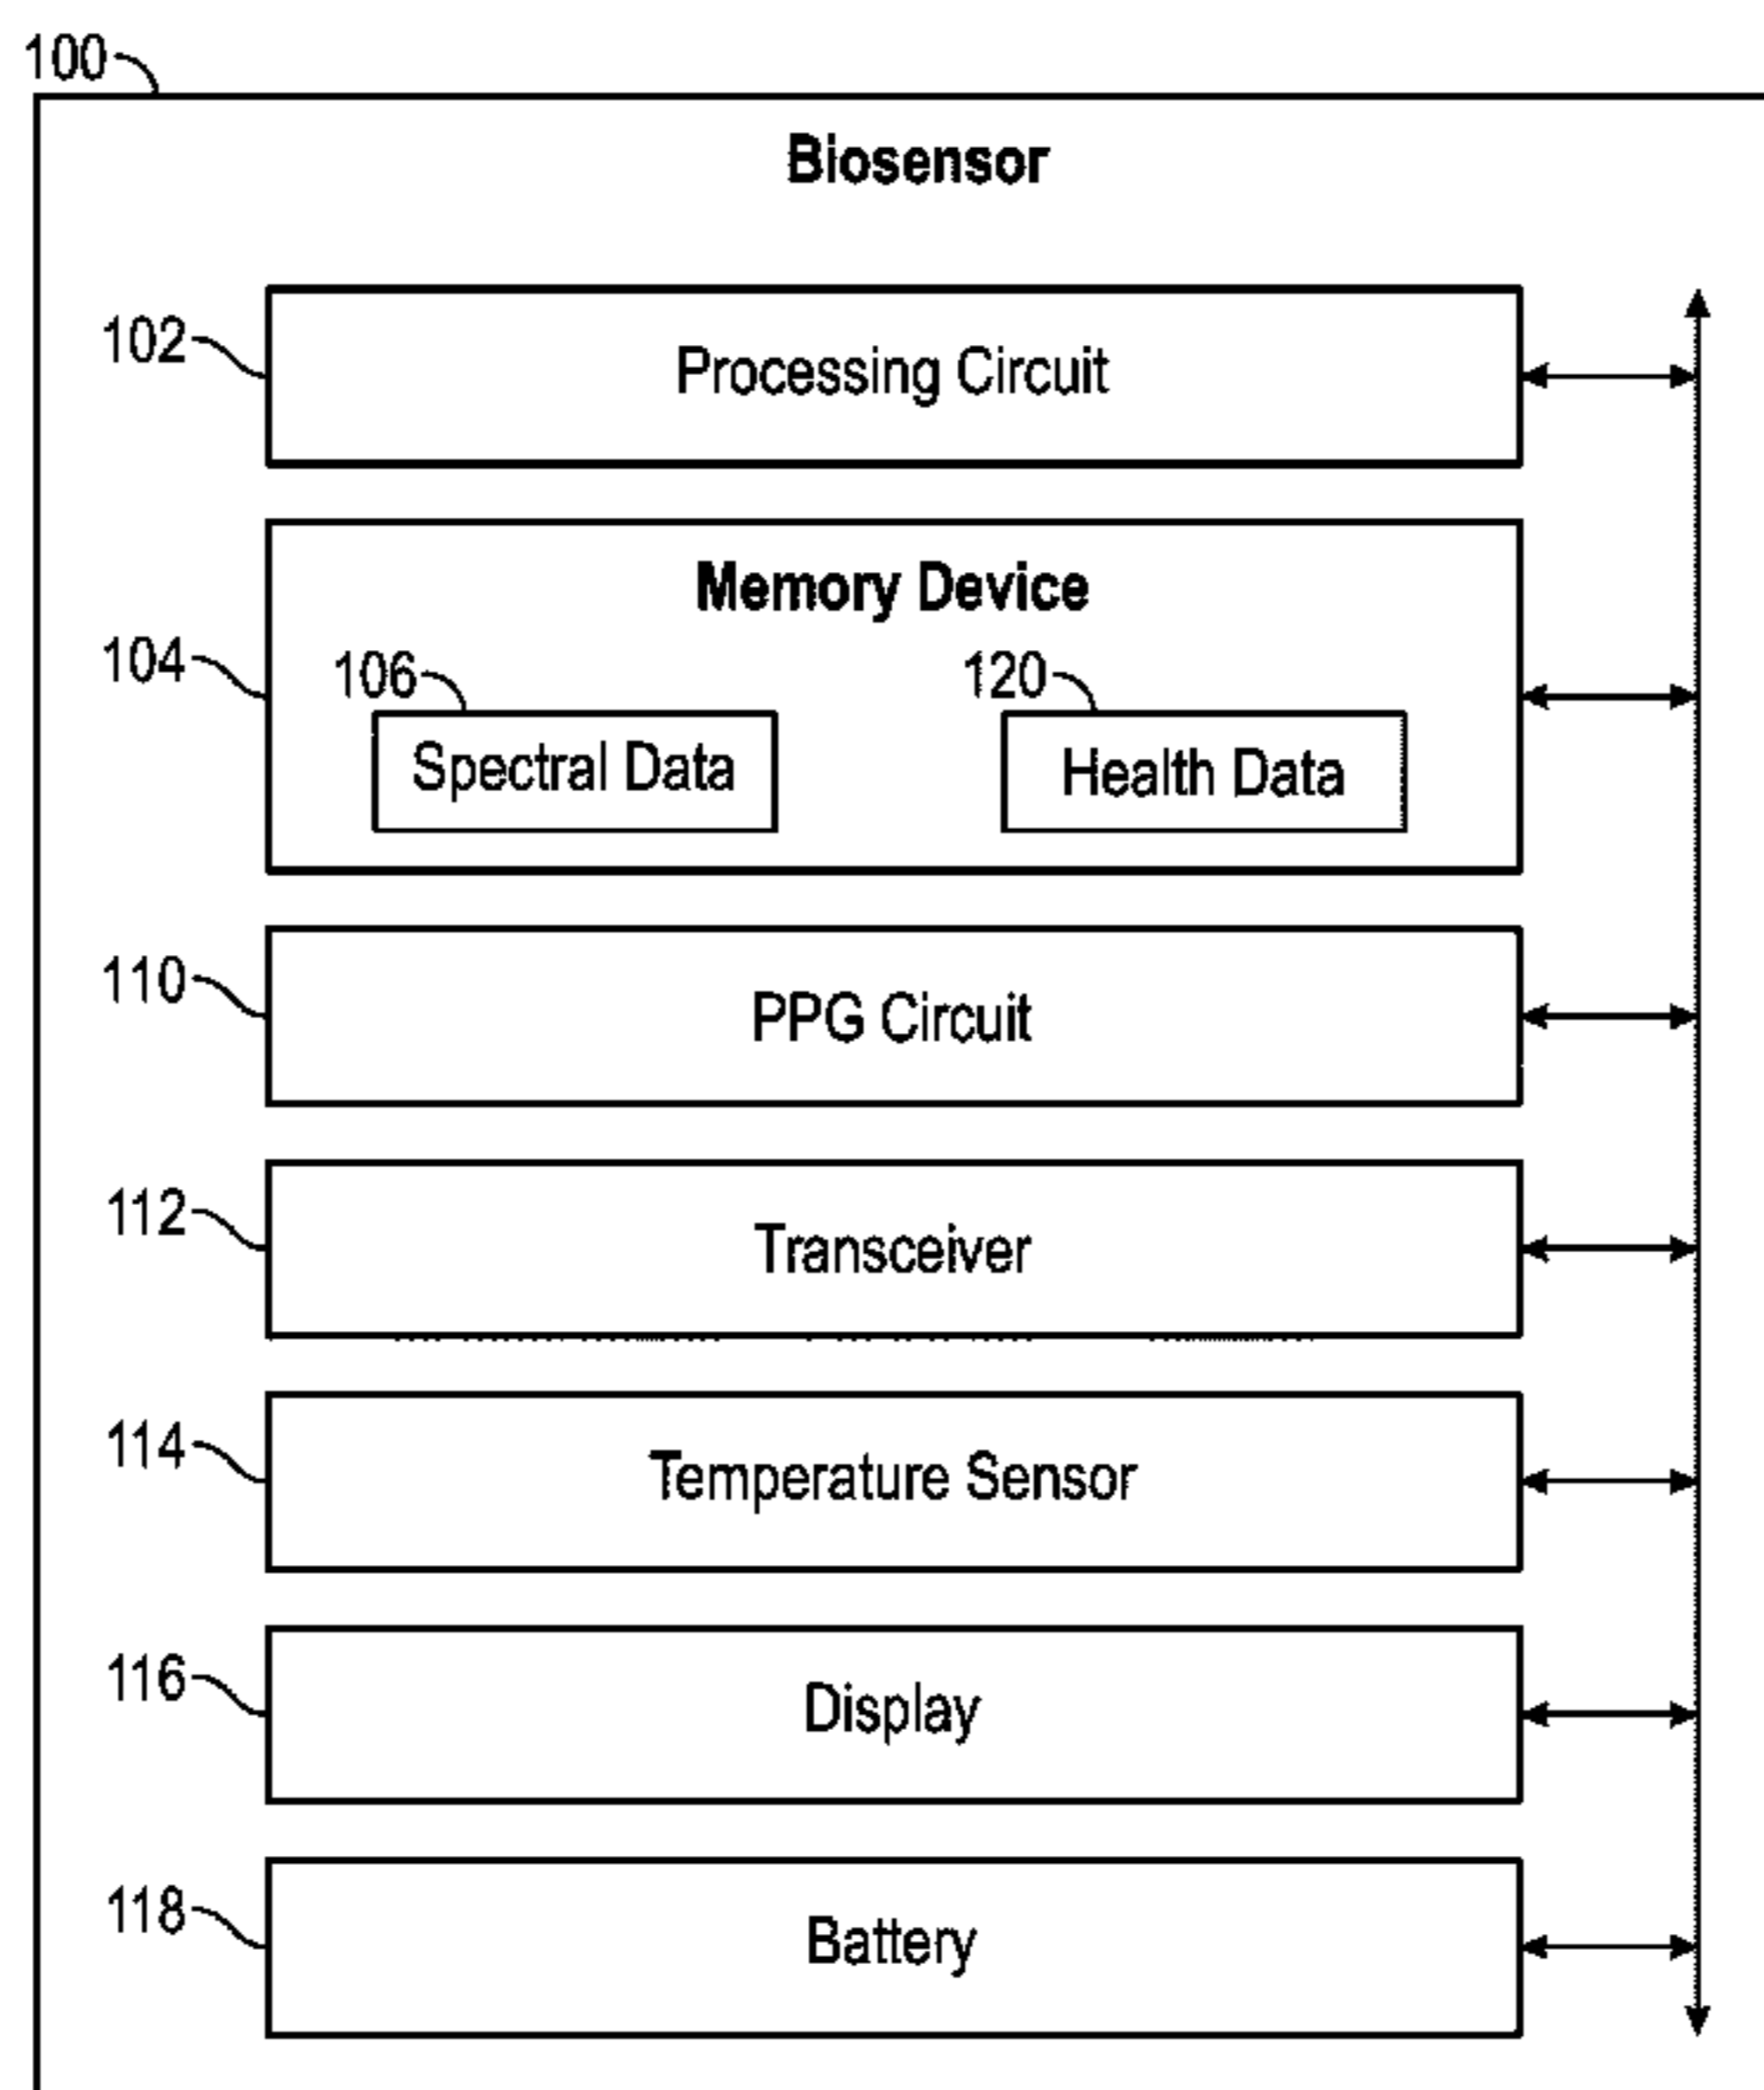 100
Biosensor
102
Processing Circuit
Memory Device
104
106
120
Spectral Data
Health Data
110
PPG Circuit
112
Transceiver
114
Temperature Sensor
116
Display
118
Battery